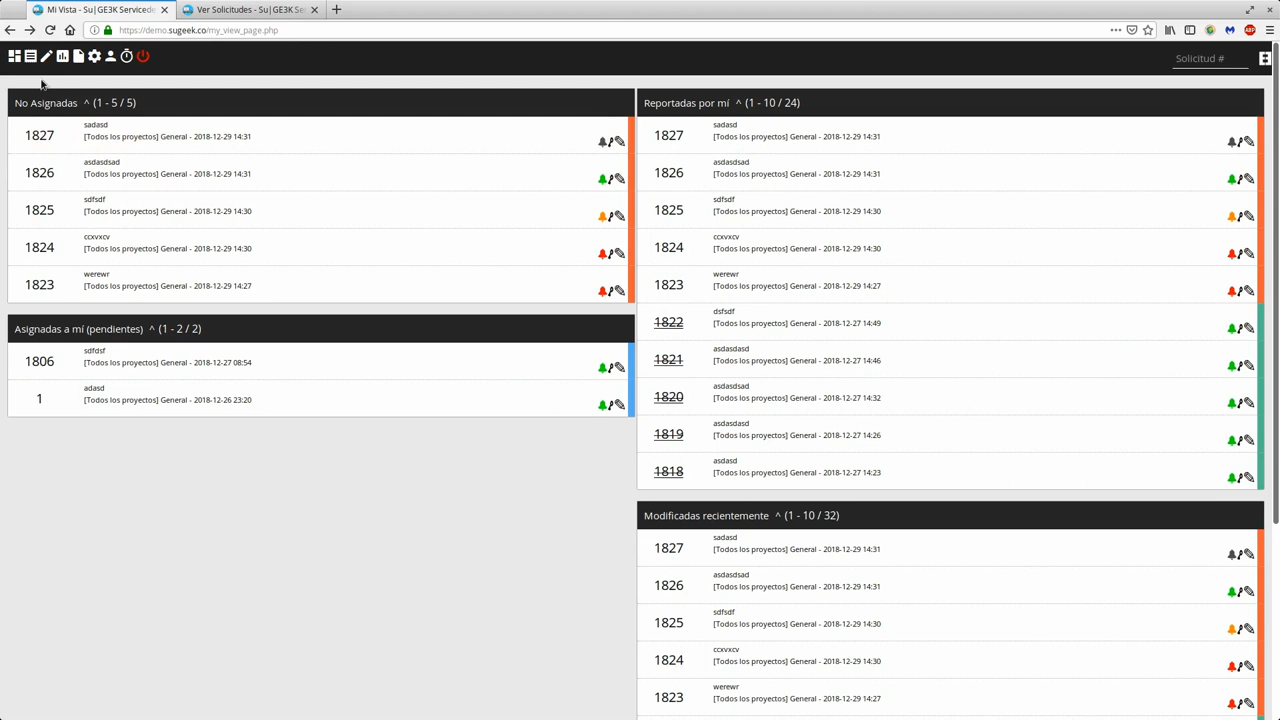 Mi Vista - Su|GE3K Servicede
Ver Solicitudes - Su|GE3K Se
https://demo.sugeek.co/my_view_page.php
ABP
Solicitud #
No Asignadas ^ (1 - 5 / 5)
1827
sadasd
[Todos los proyectos] General - 2018-12-29 14:31
1826
asdasdsad
[Todos los proyectos] General - 2018-12-29 14:31
1825
sdfsdf
[Todos los proyectos] General - 2018-12-29 14:30
1824
ccxvxcv
[Todos los proyectos] General - 2018-12-29 14:30
1823
werewr
[Todos los proyectos] General - 2018-12-29 14:27
Asignadas a mí (pendientes) ^ (1 - 2 / 2)
1806
sdfdsf
[Todos los proyectos] General - 2018-12-27 08:54
1
adasd
[Todos los proyectos] General - 2018-12-26 23:20
Reportadas por mí ^ (1 - 10 / 24)
1827
sadasd
[Todos los proyectos] General - 2018-12-29 14:31
1826
asdasdsad
[Todos los proyectos] General - 2018-12-29 14:31
1825
sdfsdf
[Todos los proyectos] General - 2018-12-29 14:30
1824
ccxvxcv
[Todos los proyectos] General - 2018-12-29 14:30
1823
werewr
[Todos los proyectos] General - 2018-12-29 14:27
1822
dsfsdf
[Todos los proyectos] General - 2018-12-27 14:49
1821
asdasdasd
[Todos los proyectos] General - 2018-12-27 14:46
1820
asdasdsad
[Todos los proyectos] General - 2018-12-27 14:32
1819
asdasdasd
[Todos los proyectos] General - 2018-12-27 14:26
1818
asdasd
[Todos los proyectos] General - 2018-12-27 14:23
Modificadas recientemente ^ (1 - 10 / 32)
1827
sadasd
[Todos los proyectos] General - 2018-12-29 14:31
1826
asdasdsad
[Todos los proyectos] General - 2018-12-29 14:31
1825
sdfsdf
[Todos los proyectos] General - 2018-12-29 14:30
1824
ccxvxcv
[Todos los proyectos] General - 2018-12-29 14:30
1823
werewr
[Todos los proyectos] General - 2018-12-29 14:27